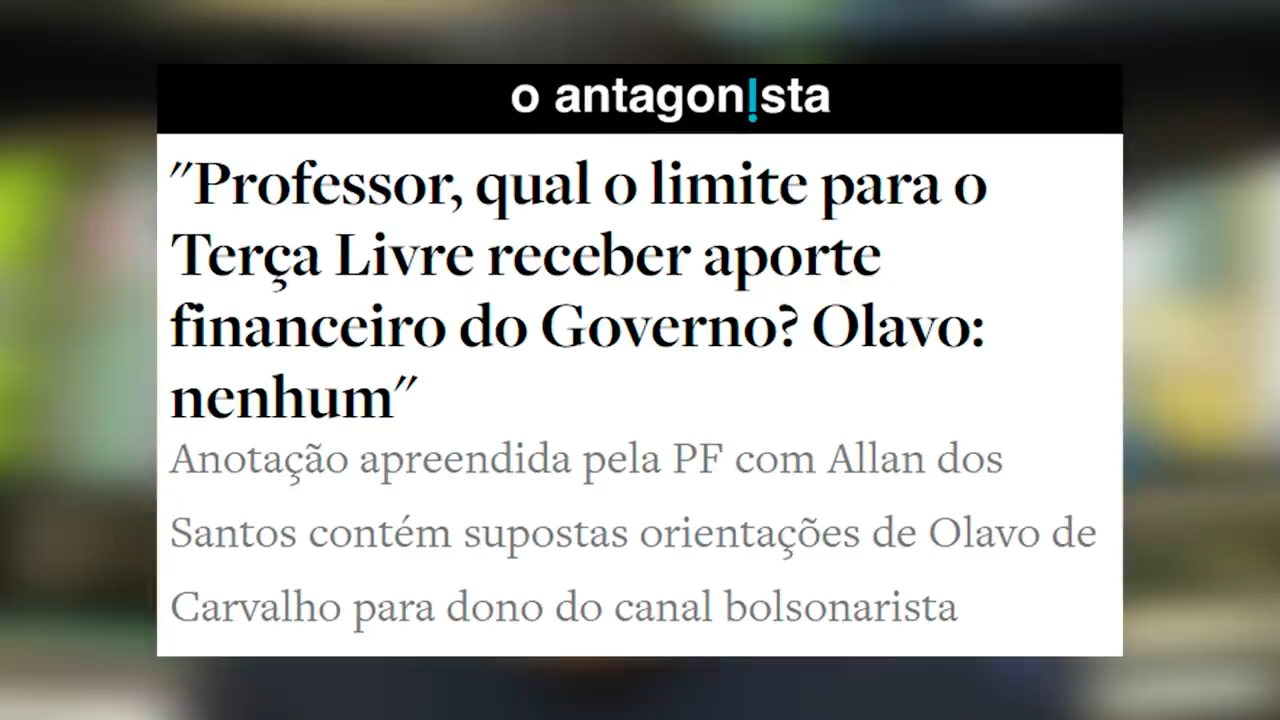 o antagon!sta
"Professor, qual o limite para o
Terça Livre receber aporte
financeiro do Governo? Olavo:
nenhum"
Anotação apreendida pela PF com Allan dos
Santos contém supostas orientações de Olavo de
Carvalho para dono do canal bolsonarista